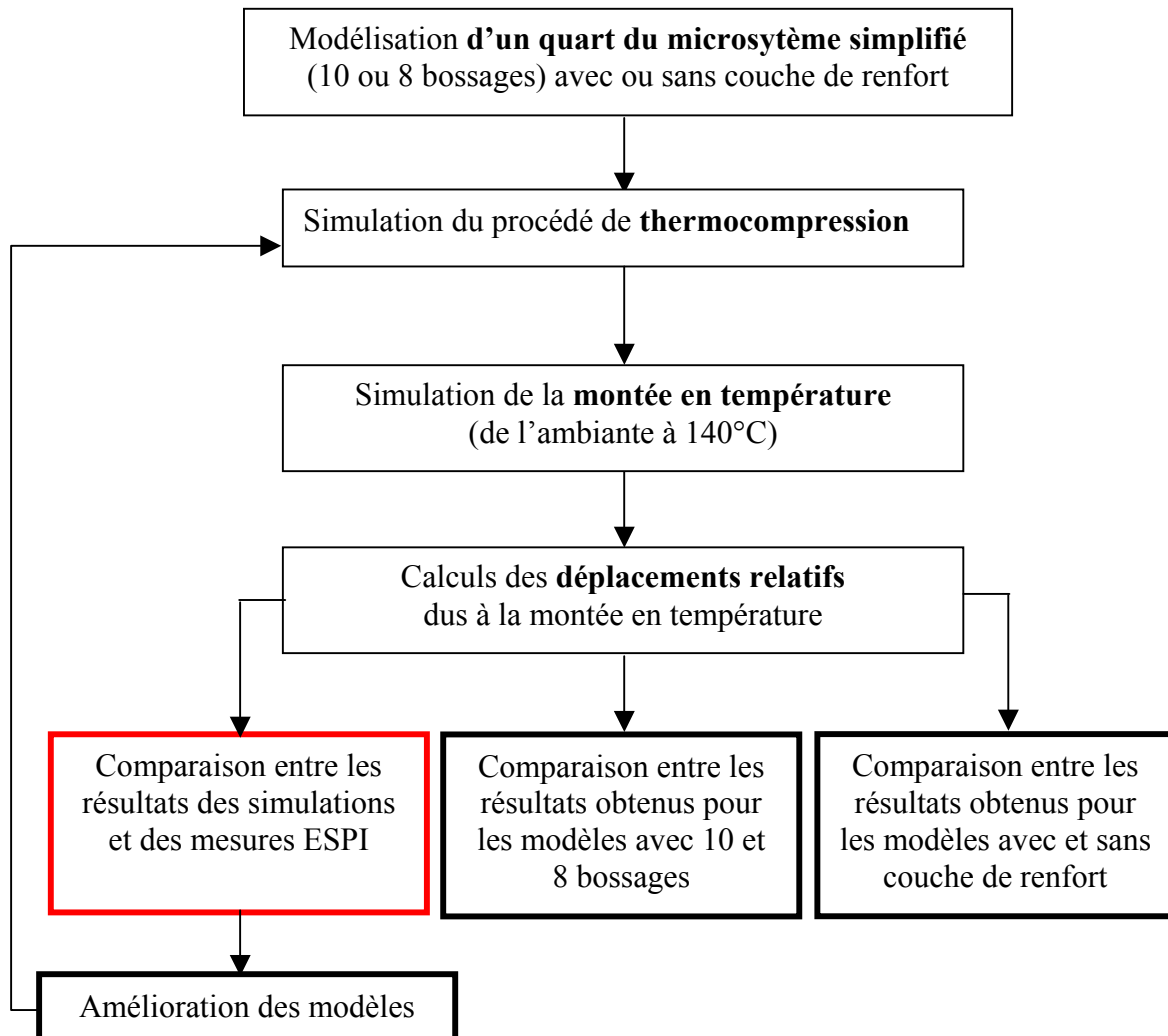 Modélisation d’un quart du microsytème simplifié
(10 ou 8 bossages) avec ou sans couche de renfort
Simulation du procédé de thermocompression
Simulation de la montée en température
(de l’ambiante à 140°C)
Calculs des déplacements relatifs
dus à la montée en température
Comparaison entre les
résultats des simulations
et des mesures ESPI
Comparaison entre les
résultats obtenus pour
les modèles avec 10 et
8 bossages
Comparaison entre les
résultats obtenus pour
les modèles avec et sans
couche de renfort
Amélioration des modèles